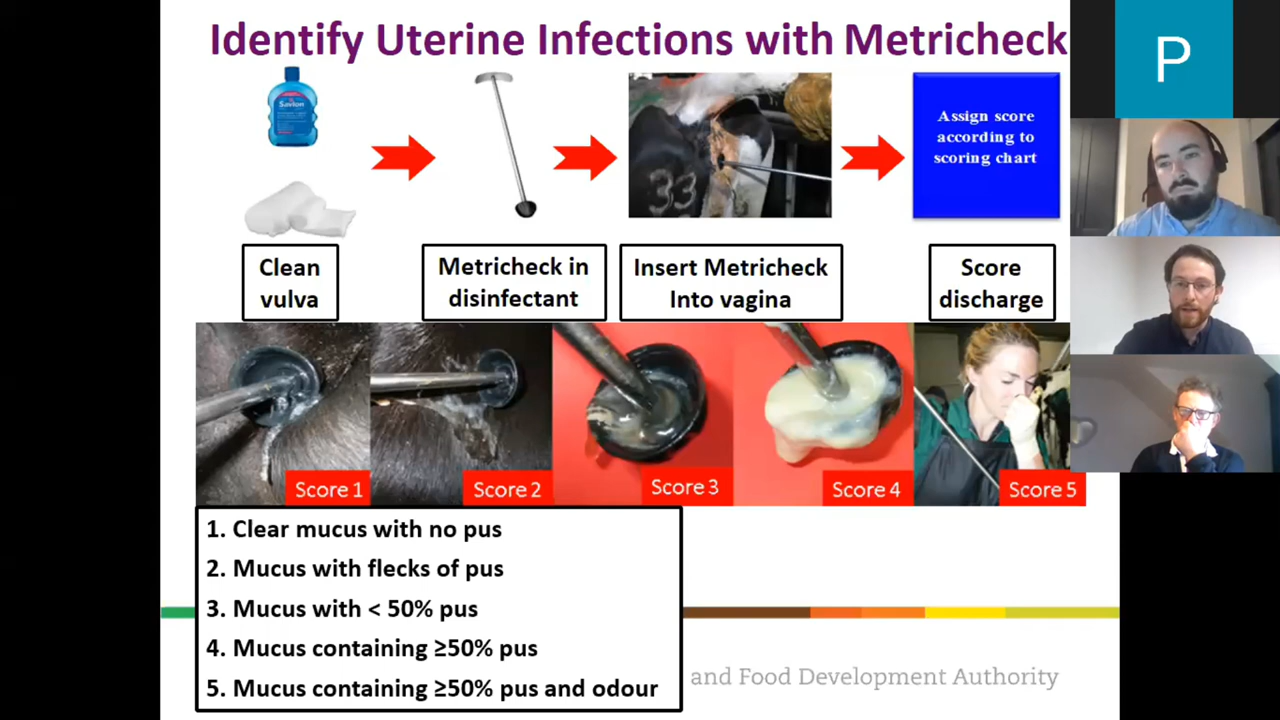 Identify Uterine Infections with Metricheck
P
Savlon
33
Assign score
according to
scoring chart
Clean
vulva
Metricheck in
disinfectant
Insert Metricheck
Into vagina
Score
discharge
Score 1
Score 2
Score 3
Score 4
Score 5
1. Clear mucus with no pus
2. Mucus with flecks of pus
3. Mucus with < 50% pus
4. Mucus containing ≥50% pus
5. Mucus containing ≥50% pus and odour
and Food Development Authority